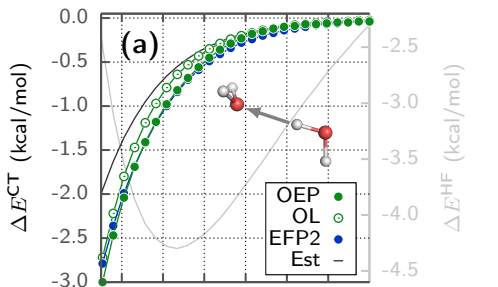 (a)
0.0
-0.5
-1.0
-1.5
-2.0
-2.5
-3.0
ΔE^CT (kcal/mol)
-2.5
-3.0
-3.5
-4.0
-4.5
ΔE^HF (kcal/mol)
OEP
OL
EFP2
Est